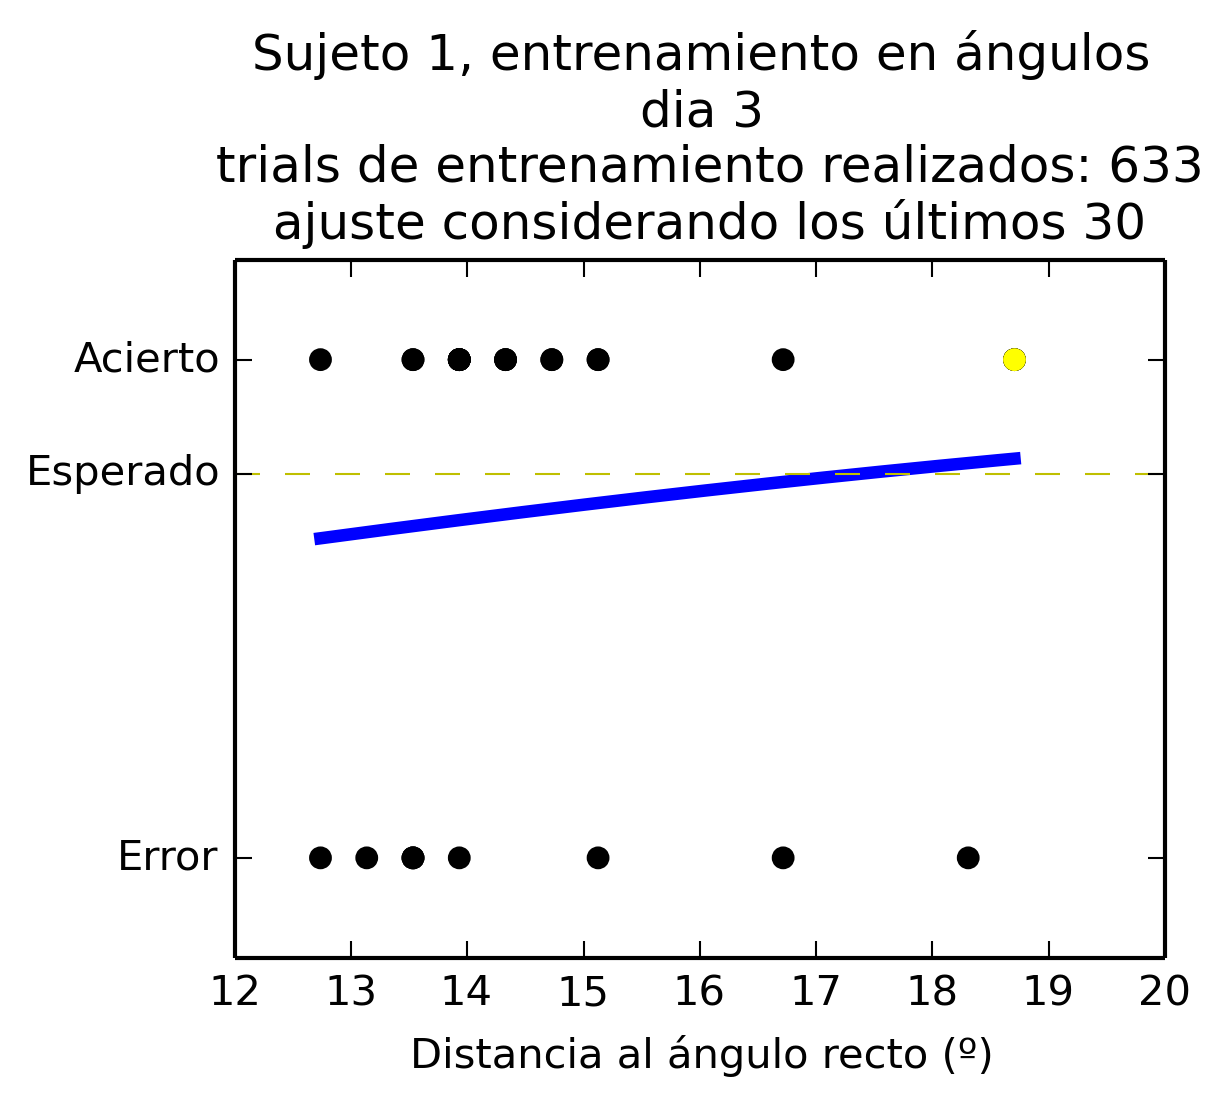 Sujeto 1, entrenamiento en ángulos
dia 3
trials de entrenamiento realizados: 633
ajuste considerando los últimos 30
Acierto
Esperado
Error
12 13 14 15 16 17 18 19 20
Distancia al ángulo recto (º)